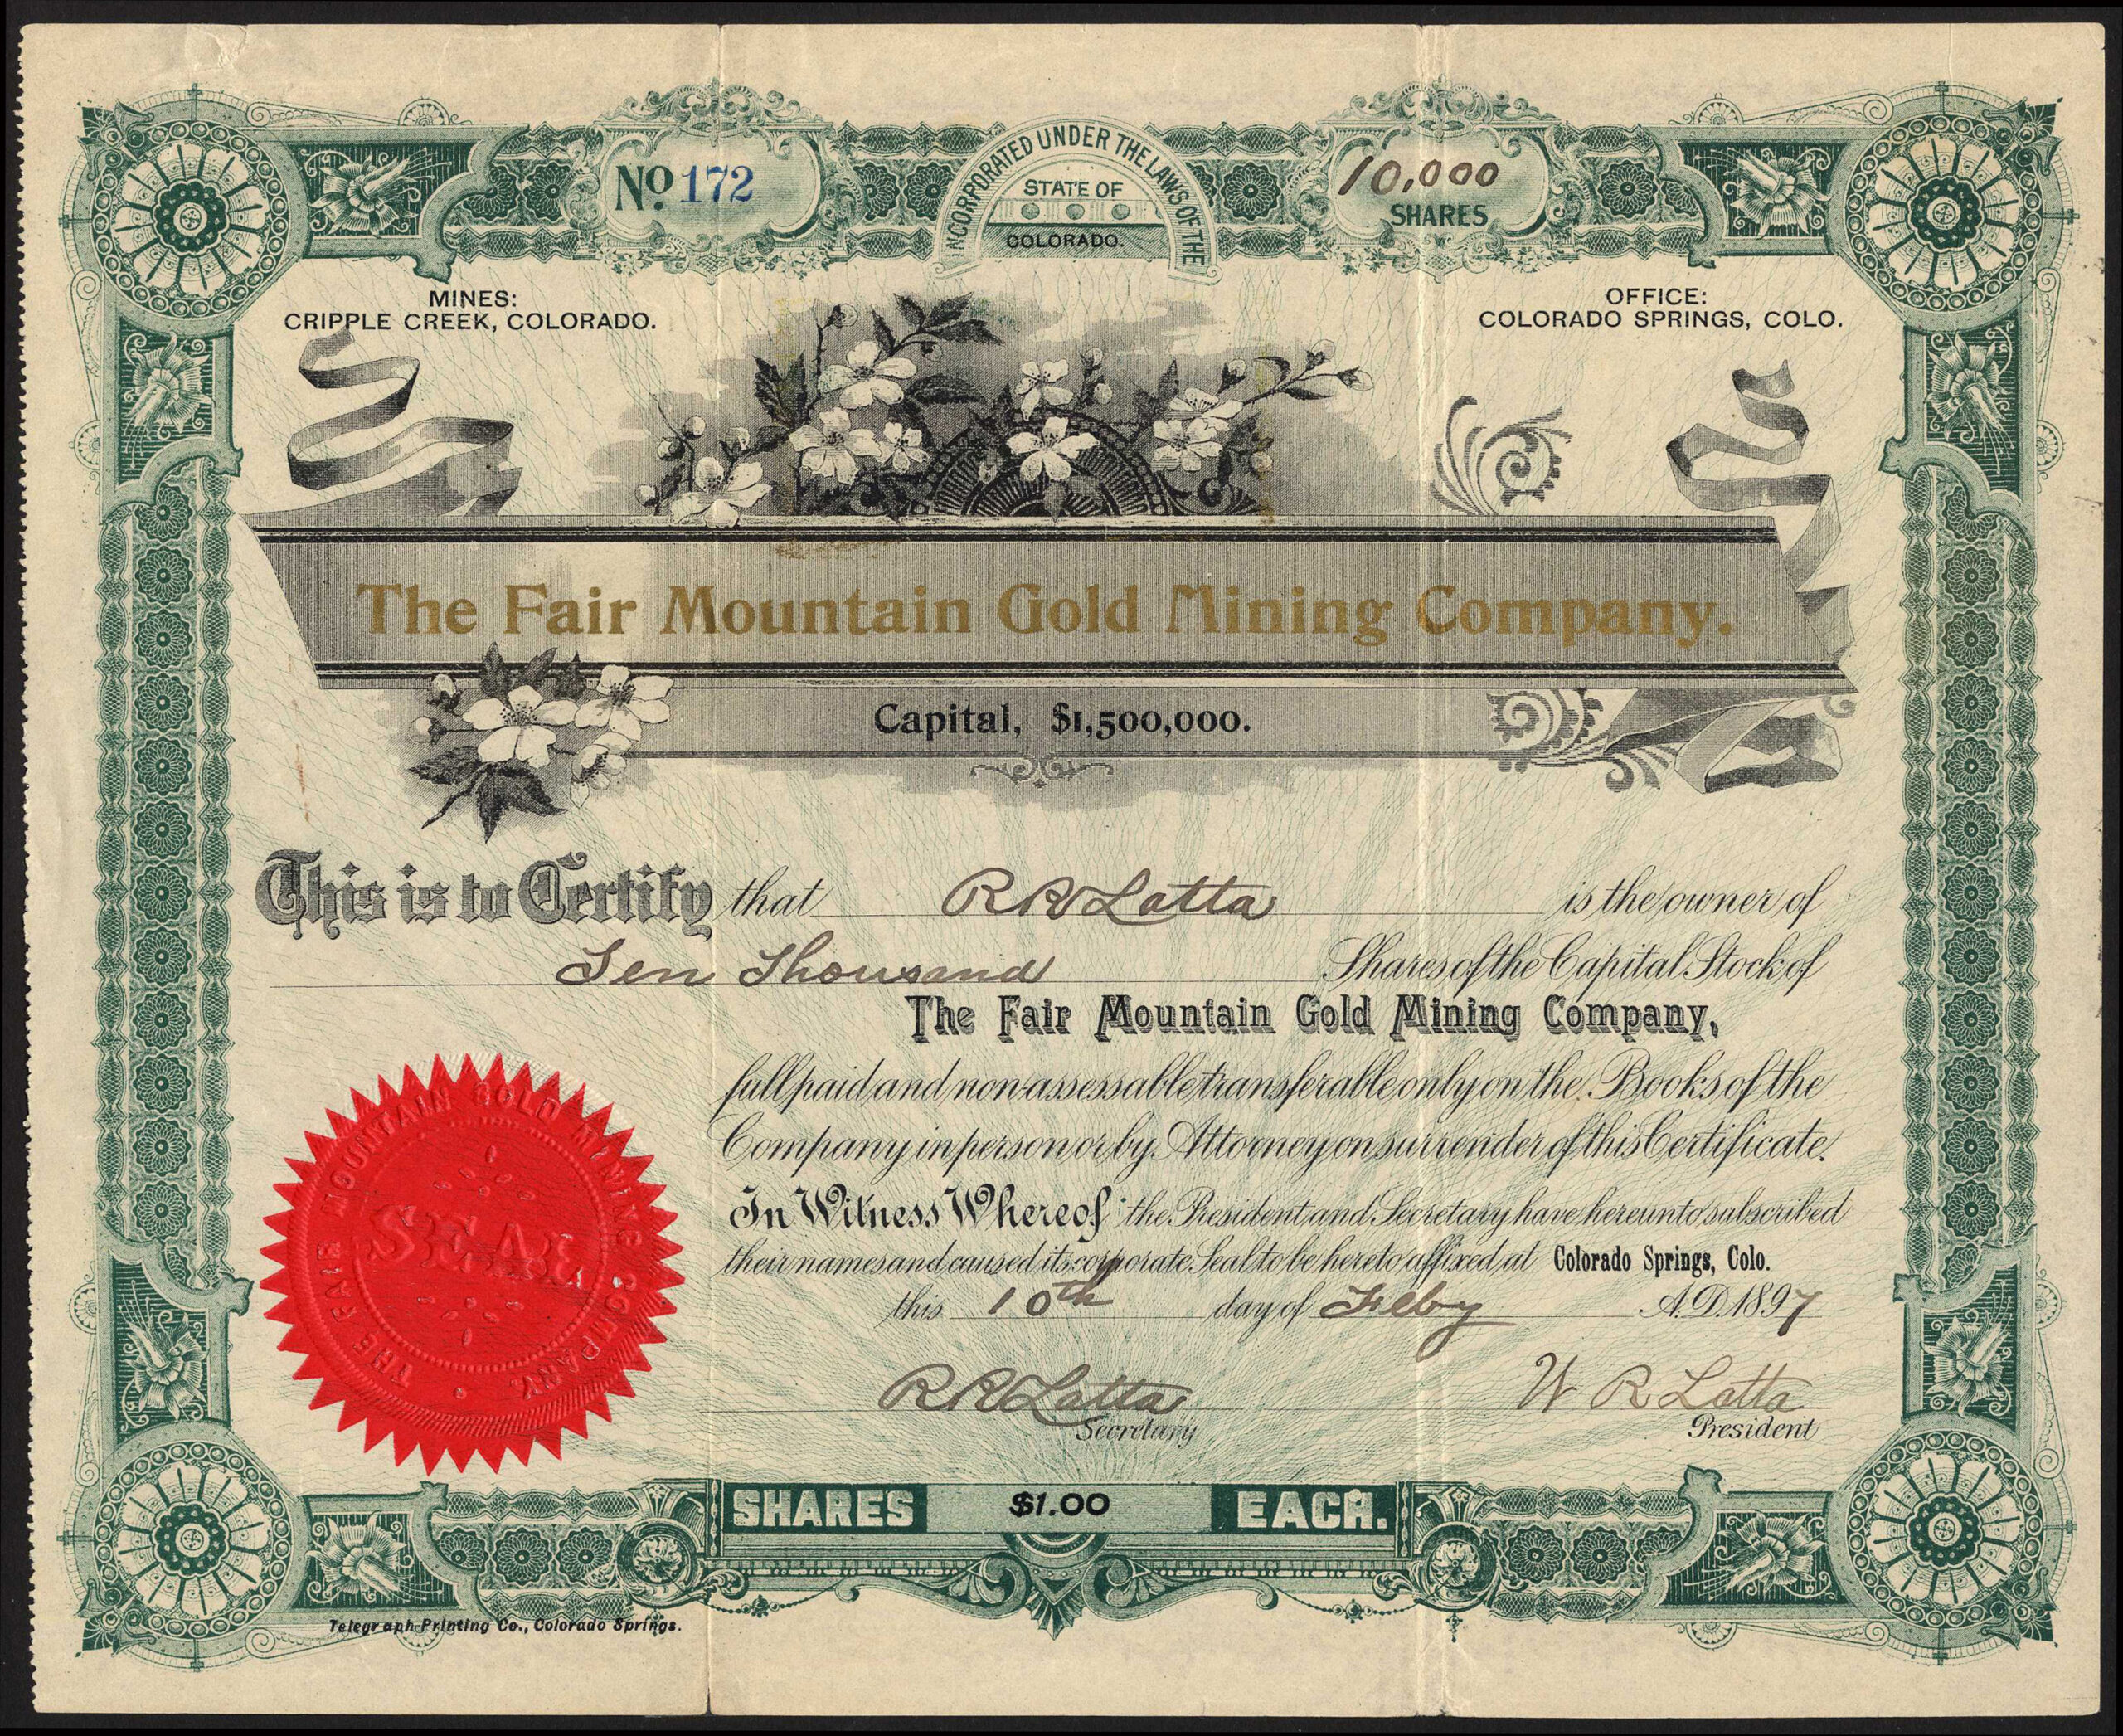 INCORPORATED UNDER THE LAWS OF THE
STATE OF
COLORADO.
No. 172
10,000
SHARES
MINES:
CRIPPLE CREEK, COLORADO.
OFFICE:
COLORADO SPRINGS, COLO.
The Fair Mountain Gold Mining Company.
Capital, $1,500,000.
This is to Certify that R R Latta is the owner of
Ten Thousand Shares of the Capital Stock of
The Fair Mountain Gold Mining Company,
full paid and non assessable transferable only on the Books of the
Company in person or by Attorney on surrender of this Certificate.
In Witness Whereof the President and Secretary have hereunto subscribed
their names and caused its corporate Seal to be hereto affixed at Colorado Springs, Colo.
this 10th day of Feby A.D. 1897
R R Latta
Secretary
W R Latta
President
THE FAIR MOUNTAIN GOLD MINING COMPANY.
SEAL
SHARES $1.00 EACH.
Telegraph Printing Co., Colorado Springs.